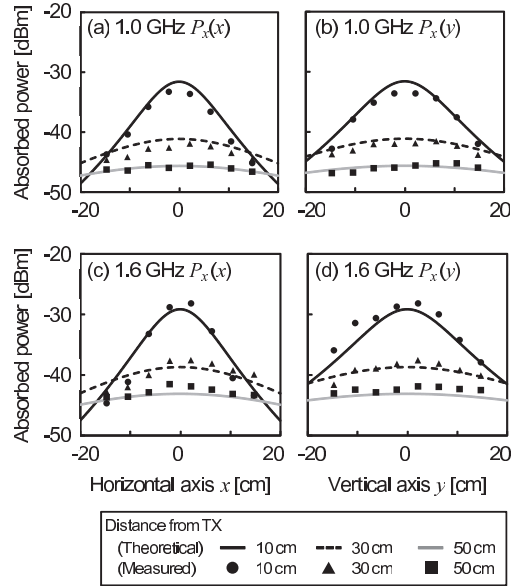 (a) 1.0 GHz Px(x)
(b) 1.0 GHz Px(y)
Absorbed power [dBm]
-20
-30
-40
-50
-20
0
20
-20
0
20
(c) 1.6 GHz Px(x)
(d) 1.6 GHz Px(y)
Absorbed power [dBm]
-20
-30
-40
-50
-20
0
20
-20
0
20
Horizontal axis x [cm]
Vertical axis y [cm]
Distance from TX
(Theoretical) 10 cm 30 cm 50 cm
(Measured) 10 cm 30 cm 50 cm